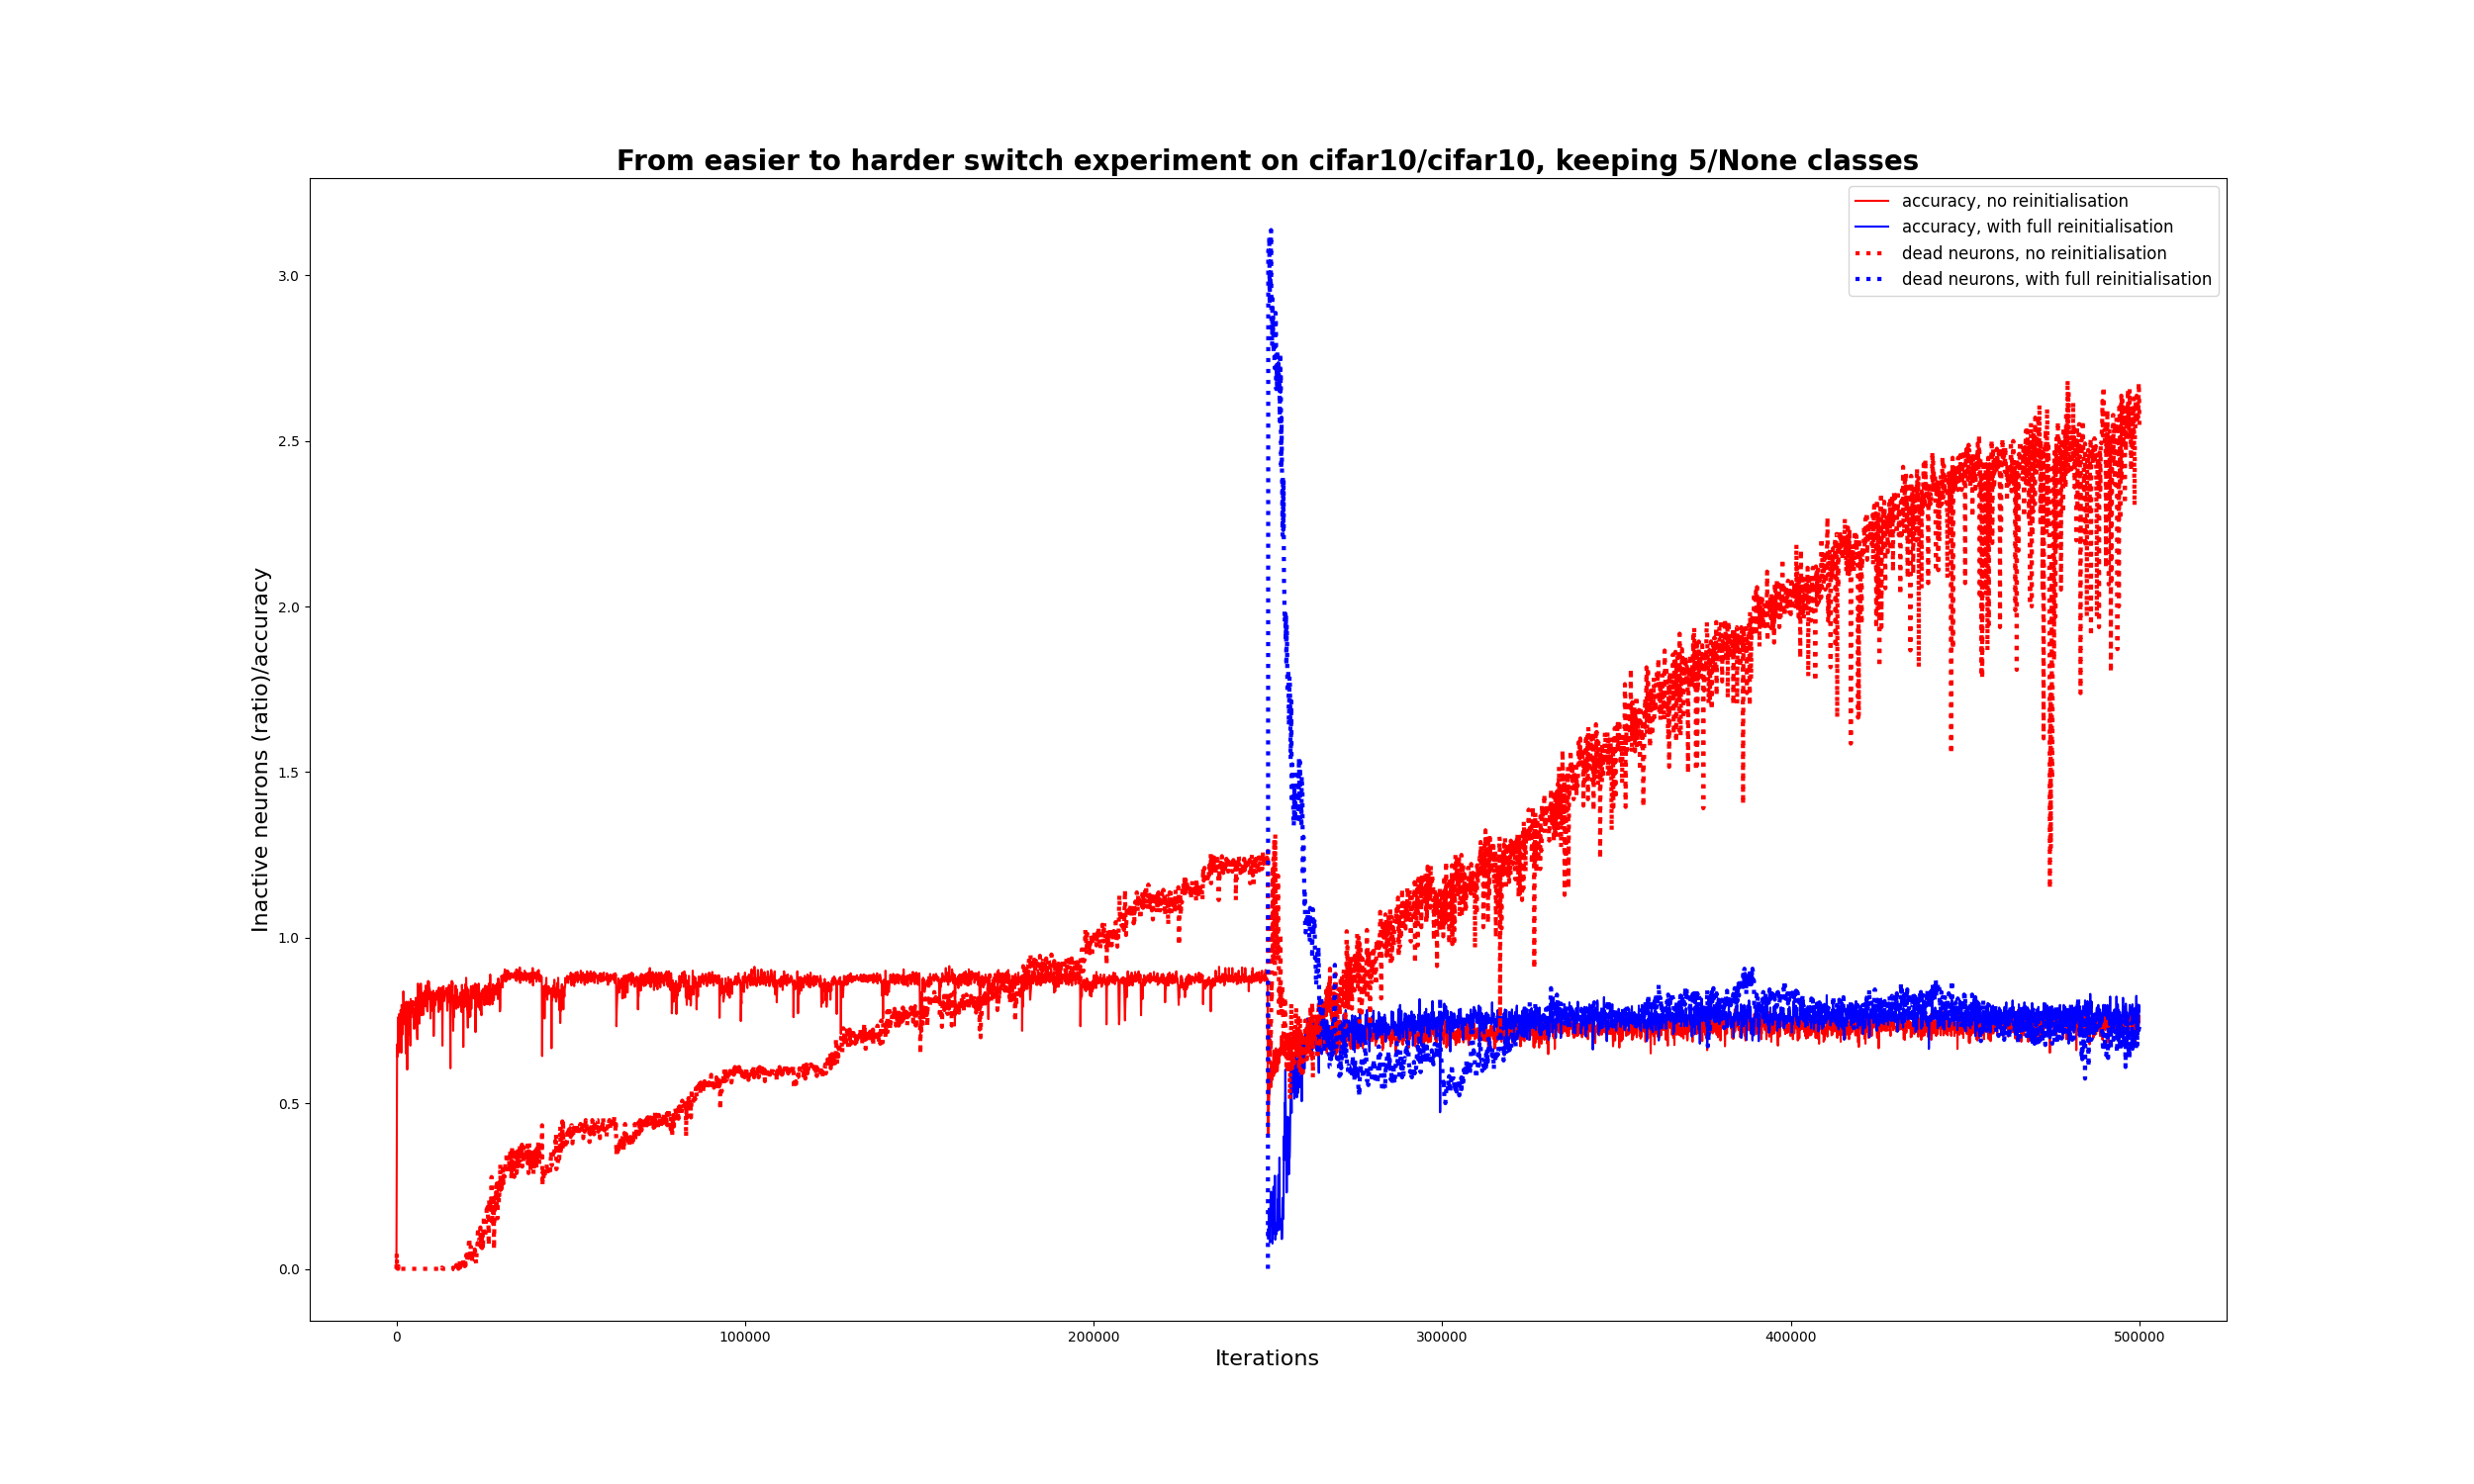 From easier to harder switch experiment on cifar10/cifar10, keeping 5/None classes
accuracy, no reinitialisation
accuracy, with full reinitialisation
dead neurons, no reinitialisation
dead neurons, with full reinitialisation
Inactive neurons (ratio)/accuracy
3.0
2.5
2.0
1.5
1.0
0.5
0.0
0 100000 200000 300000 400000 500000
Iterations